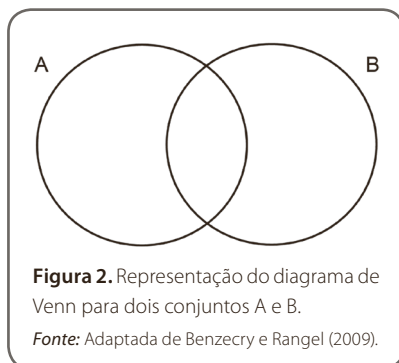 A B
Figura 2. Representação do diagrama de
Venn para dois conjuntos A e B.
Fonte: Adaptada de Benzecry e Rangel (2009).